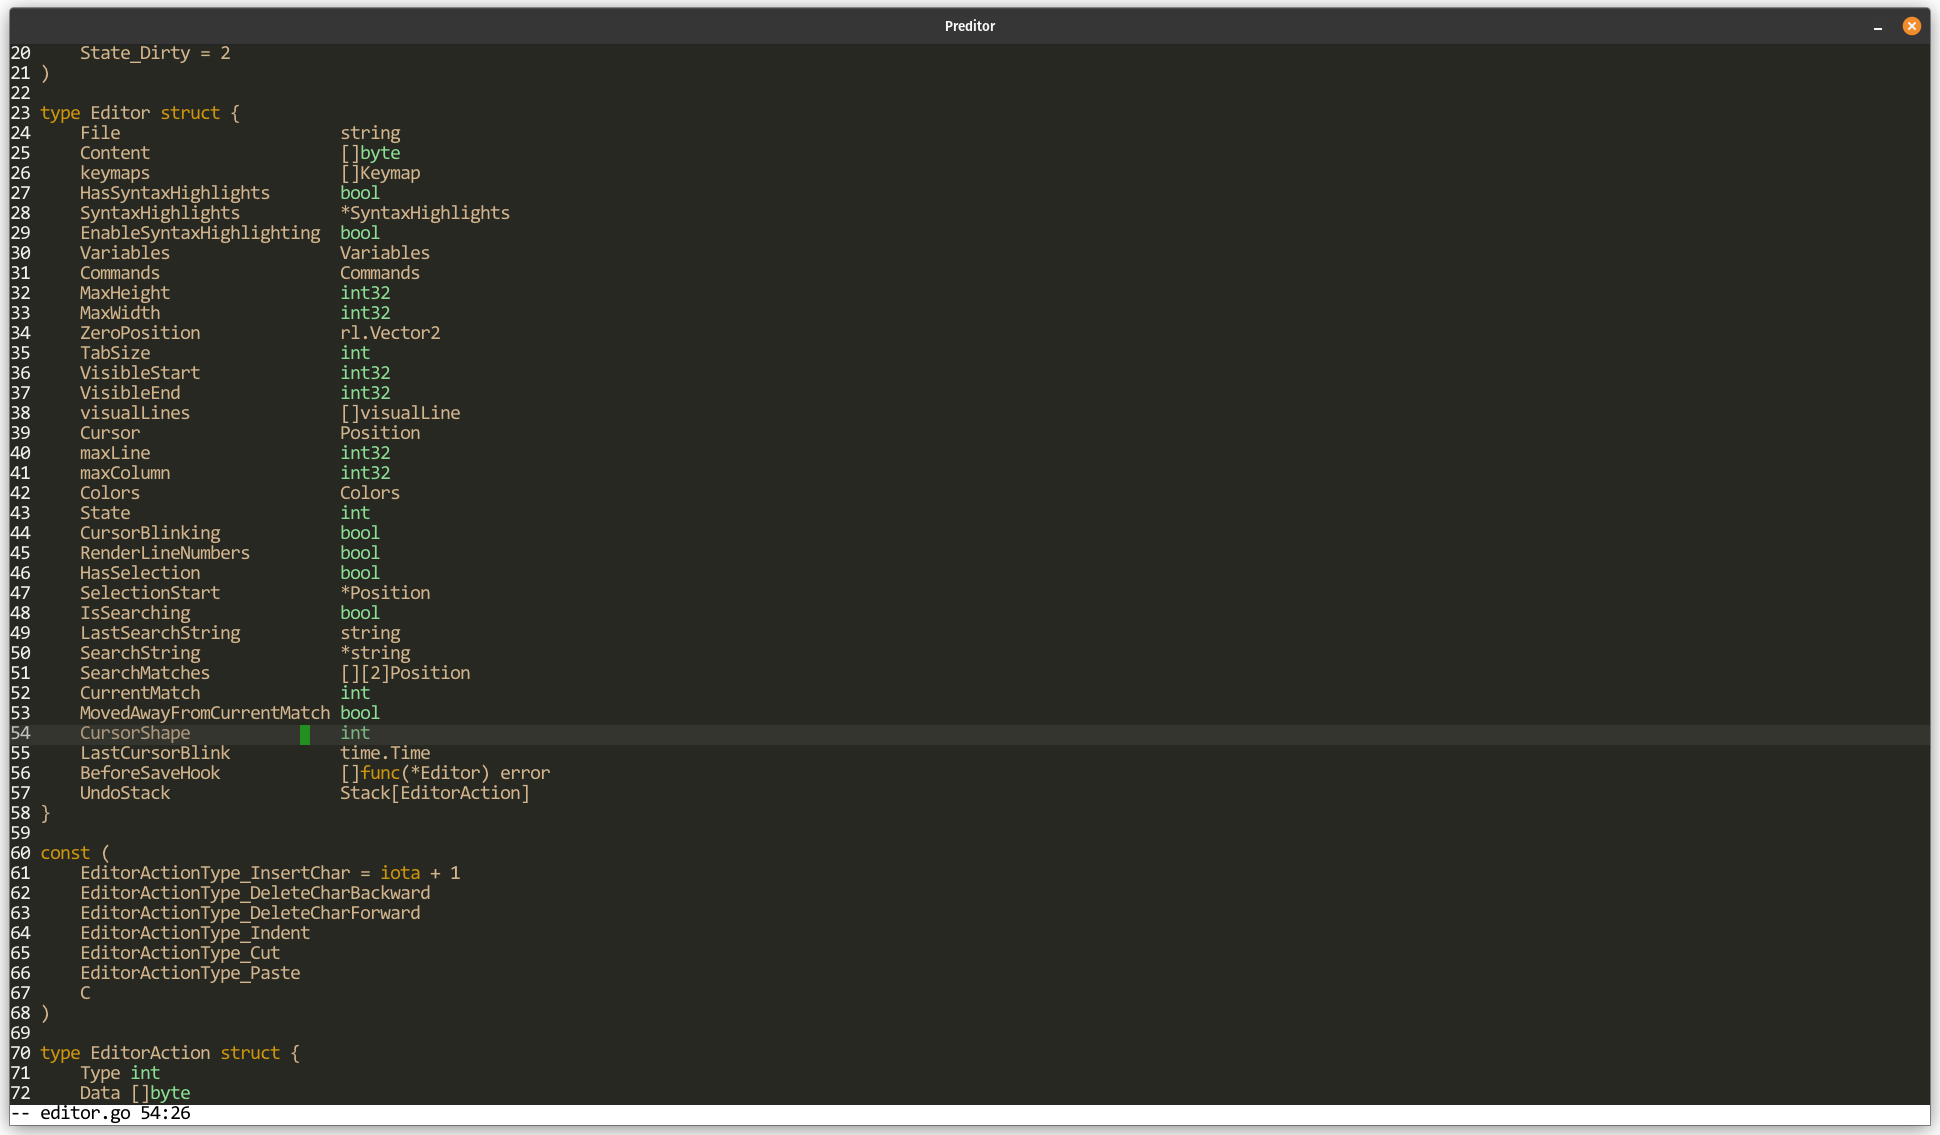 Preditor
20     State_Dirty = 2
21 )
22
23 type Editor struct {
24     File                      string
25     Content                   []byte
26     keymaps                   []Keymap
27     HasSyntaxHighlights       bool
28     SyntaxHighlights          *SyntaxHighlights
29     EnableSyntaxHighlighting  bool
30     Variables                 Variables
31     Commands                  Commands
32     MaxHeight                 int32
33     MaxWidth                  int32
34     ZeroPosition              rl.Vector2
35     TabSize                   int
36     VisibleStart              int32
37     VisibleEnd                int32
38     visualLines               []visualLine
39     Cursor                    Position
40     maxLine                   int32
41     maxColumn                 int32
42     Colors                    Colors
43     State                     int
44     CursorBlinking            bool
45     RenderLineNumbers         bool
46     HasSelection              bool
47     SelectionStart            *Position
48     IsSearching               bool
49     LastSearchString          string
50     SearchString              *string
51     SearchMatches             [][2]Position
52     CurrentMatch              int
53     MovedAwayFromCurrentMatch bool
54     CursorShape               int
55     LastCursorBlink           time.Time
56     BeforeSaveHook            []func(*Editor) error
57     UndoStack                 Stack[EditorAction]
58 }
59
60 const (
61     EditorActionType_InsertChar = iota + 1
62     EditorActionType_DeleteCharBackward
63     EditorActionType_DeleteCharForward
64     EditorActionType_Indent
65     EditorActionType_Cut
66     EditorActionType_Paste
67     C
68 )
69
70 type EditorAction struct {
71     Type int
72     Data []byte
-- editor.go 54:26